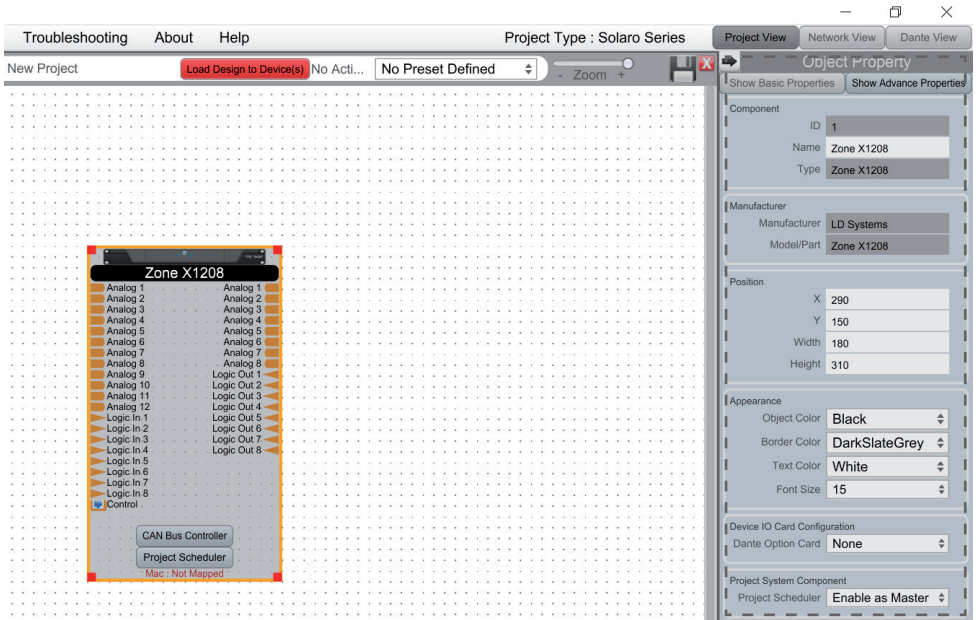 Troubleshooting About Help Project Type : Solaro Series Project View Network View Dante View
New Project Load Design to Device(s) No Acti... No Preset Defined - Zoom +
Object Property
Show Basic Properties Show Advance Properties
Component
ID 1
Name Zone X1208
Type Zone X1208
Manufacturer
Manufacturer LD Systems
Model/Part Zone X1208
Position
X 290
Y 150
Width 180
Height 310
Appearance
Object Color Black
Border Color DarkSlateGrey
Text Color White
Font Size 15
Device IO Card Configuration
Dante Option Card None
Project System Component
Project Scheduler Enable as Master
Zone X1208
Analog 1 Analog 1
Analog 2 Analog 2
Analog 3 Analog 3
Analog 4 Analog 4
Analog 5 Analog 5
Analog 6 Analog 6
Analog 7 Analog 7
Analog 8 Analog 8
Analog 9 Logic Out 1
Analog 10 Logic Out 2
Analog 11 Logic Out 3
Analog 12 Logic Out 4
Logic In 1 Logic Out 5
Logic In 2 Logic Out 6
Logic In 3 Logic Out 7
Logic In 4 Logic Out 8
Logic In 5
Logic In 6
Logic In 7
Logic In 8
Control
CAN Bus Controller
Project Scheduler
Mac : Not Mapped